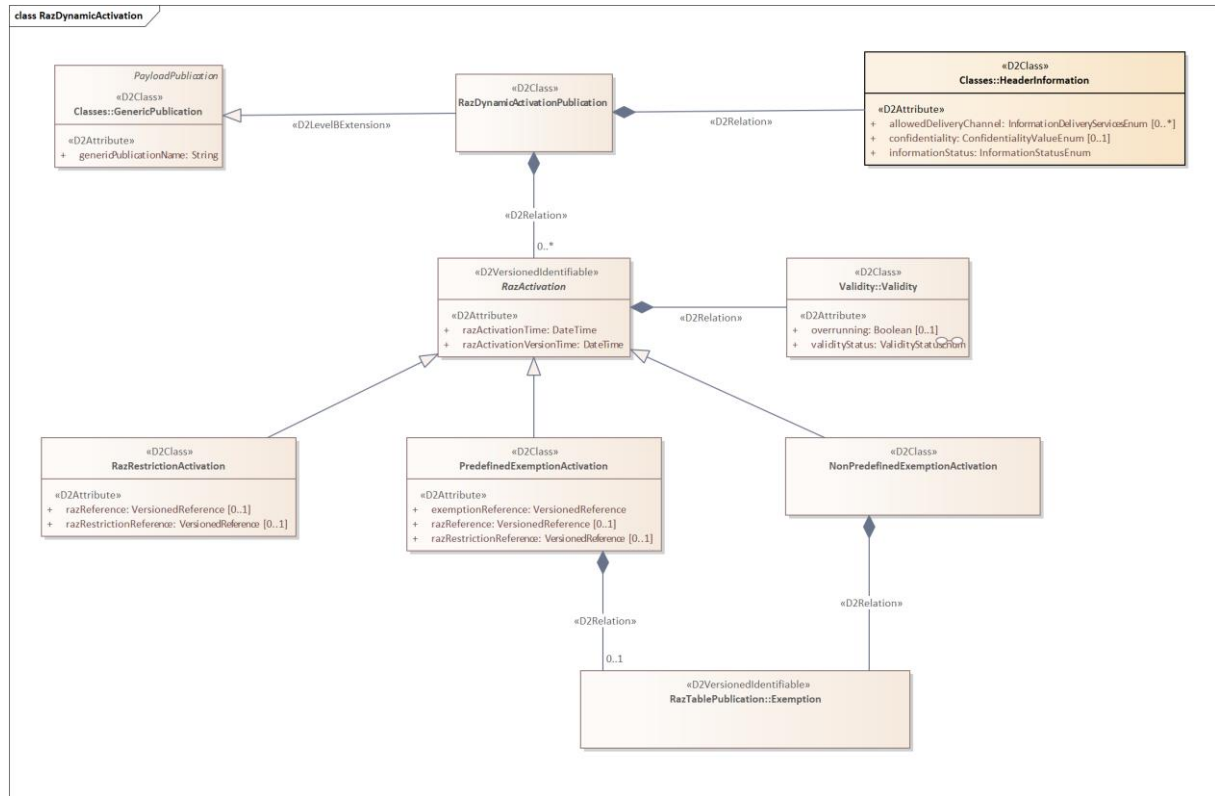 class RazDynamicActivation
PayloadPublication
«D2Class»
Classes::GenericPublication
«D2Attribute»
+ genericPublicationName: String
«D2LevelBExtension»
«D2Class»
RazDynamicActivationPublication
«D2Relation»
«D2Class»
Classes::HeaderInformation
«D2Attribute»
+ allowedDeliveryChannel: InformationDeliveryServicesEnum [0..*]
+ confidentiality: ConfidentialityValueEnum [0..1]
+ informationStatus: InformationStatusEnum
«D2Relation»
0..*
«D2VersionedIdentifiable»
RazActivation
«D2Attribute»
+ razActivationTime: DateTime
+ razActivationVersionTime: DateTime
«D2Relation»
«D2Class»
Validity::Validity
«D2Attribute»
+ overrunning: Boolean [0..1]
+ validityStatus: ValidityStatusEnum
«D2Class»
RazRestrictionActivation
«D2Attribute»
+ razReference: VersionedReference [0..1]
+ razRestrictionReference: VersionedReference [0..1]
«D2Class»
PredefinedExemptionActivation
«D2Attribute»
+ exemptionReference: VersionedReference
+ razReference: VersionedReference [0..1]
+ razRestrictionReference: VersionedReference [0..1]
«D2Class»
NonPredefinedExemptionActivation
«D2Relation»
0..1
«D2Relation»
«D2VersionedIdentifiable»
RazTablePublication::Exemption